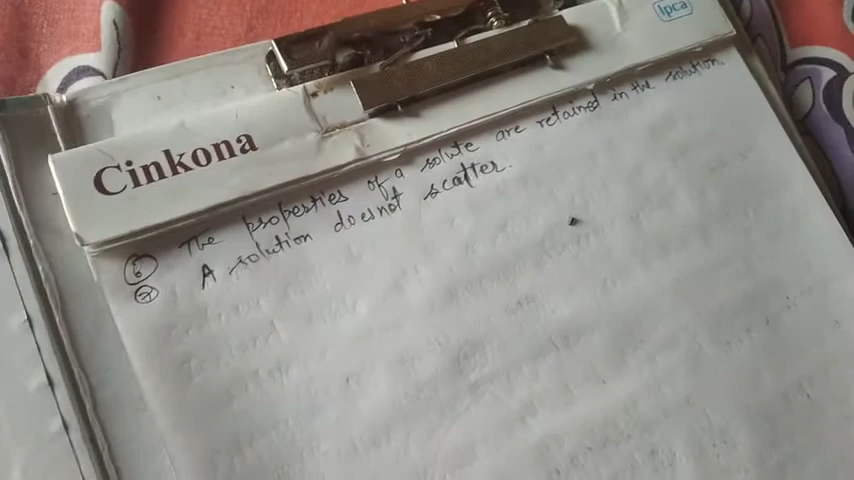 Ipca
Cinkona
⑥ The properties of a solute are retained in the solution.
⑦ A solution does not scatter.